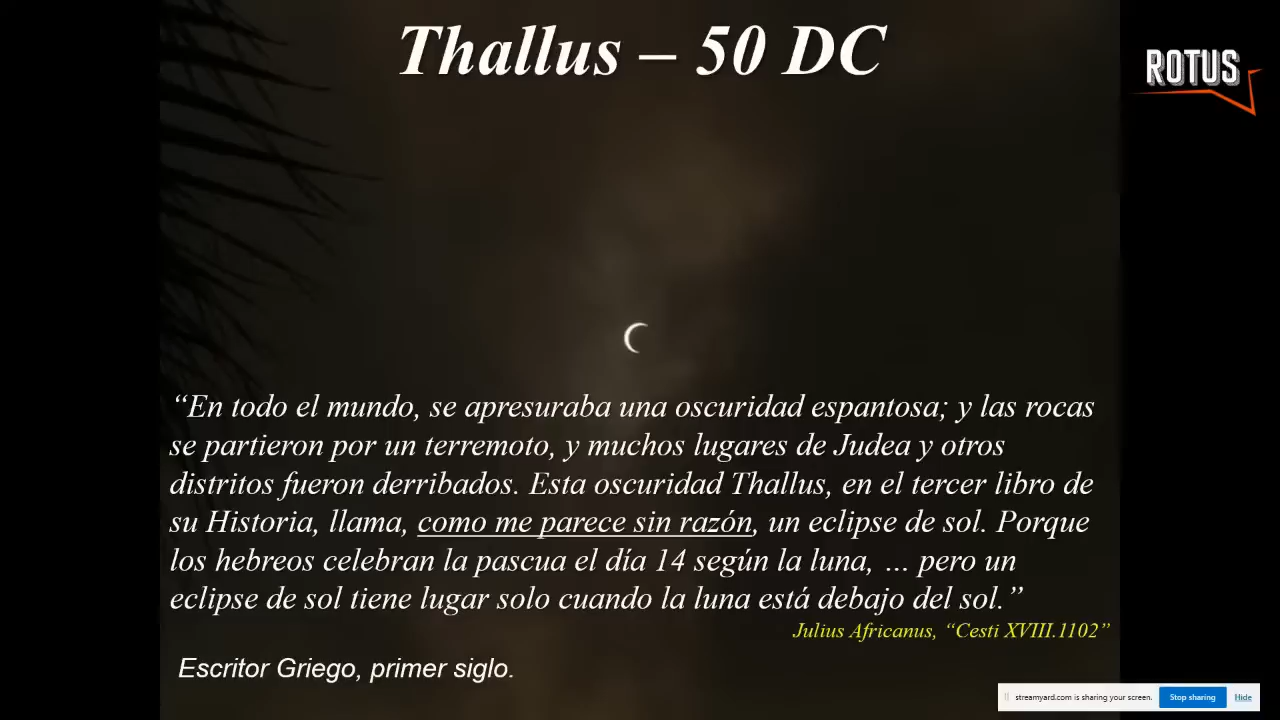 Thallus – 50 DC
ROTUS
“En todo el mundo, se apresuraba una oscuridad espantosa; y las rocas
se partieron por un terremoto, y muchos lugares de Judea y otros
distritos fueron derribados. Esta oscuridad Thallus, en el tercer libro de
su Historia, llama, como me parece sin razón, un eclipse de sol. Porque
los hebreos celebran la pascua el día 14 según la luna, … pero un
eclipse de sol tiene lugar solo cuando la luna está debajo del sol.”
Julius Africanus, “Cesti XVIII.1102”
Escritor Griego, primer siglo.
streamyard.com is sharing your screen. Stop sharing Hide